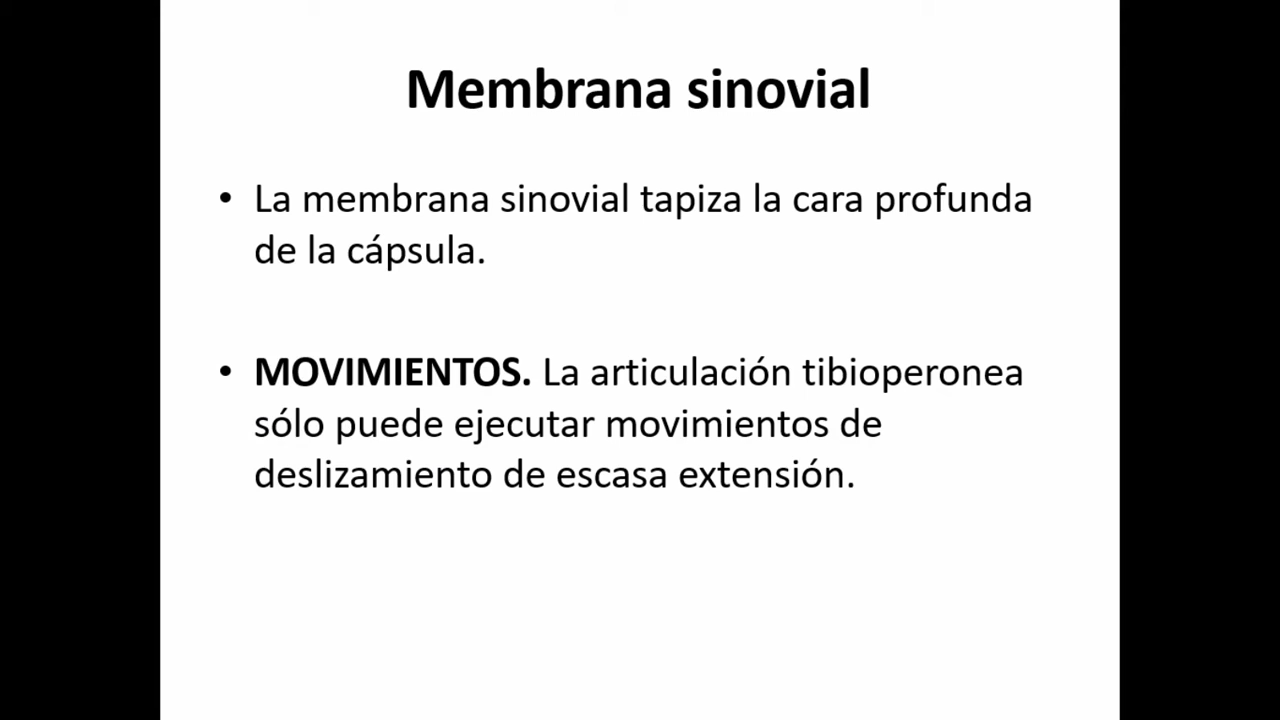 Membrana sinovial
• La membrana sinovial tapiza la cara profunda
de la cápsula.
• MOVIMIENTOS. La articulación tibioperonea
sólo puede ejecutar movimientos de
deslizamiento de escasa extensión.